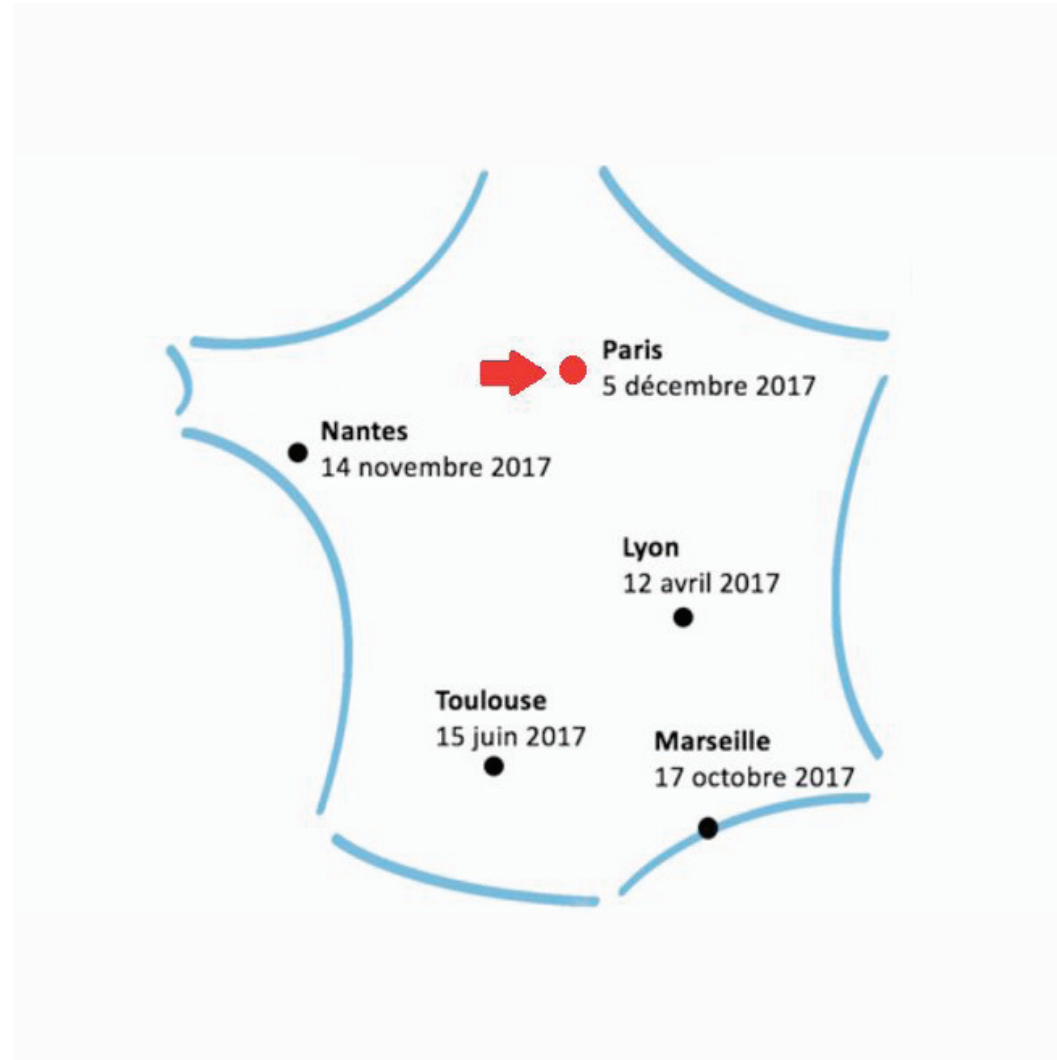 Paris
5 décembre 2017
Nantes
14 novembre 2017
Lyon
12 avril 2017
Toulouse
15 juin 2017
Marseille
17 octobre 2017